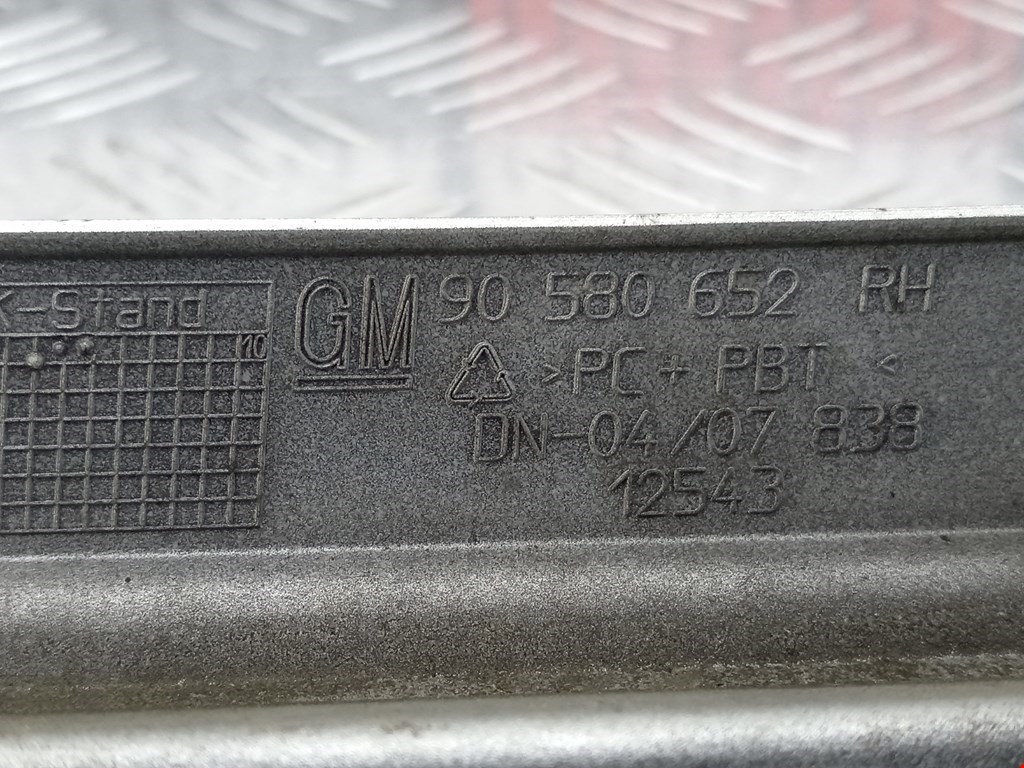 K-Stand
10
GM 90 580 652 RH
>PC + PBT <
DN-04/07 838
12543